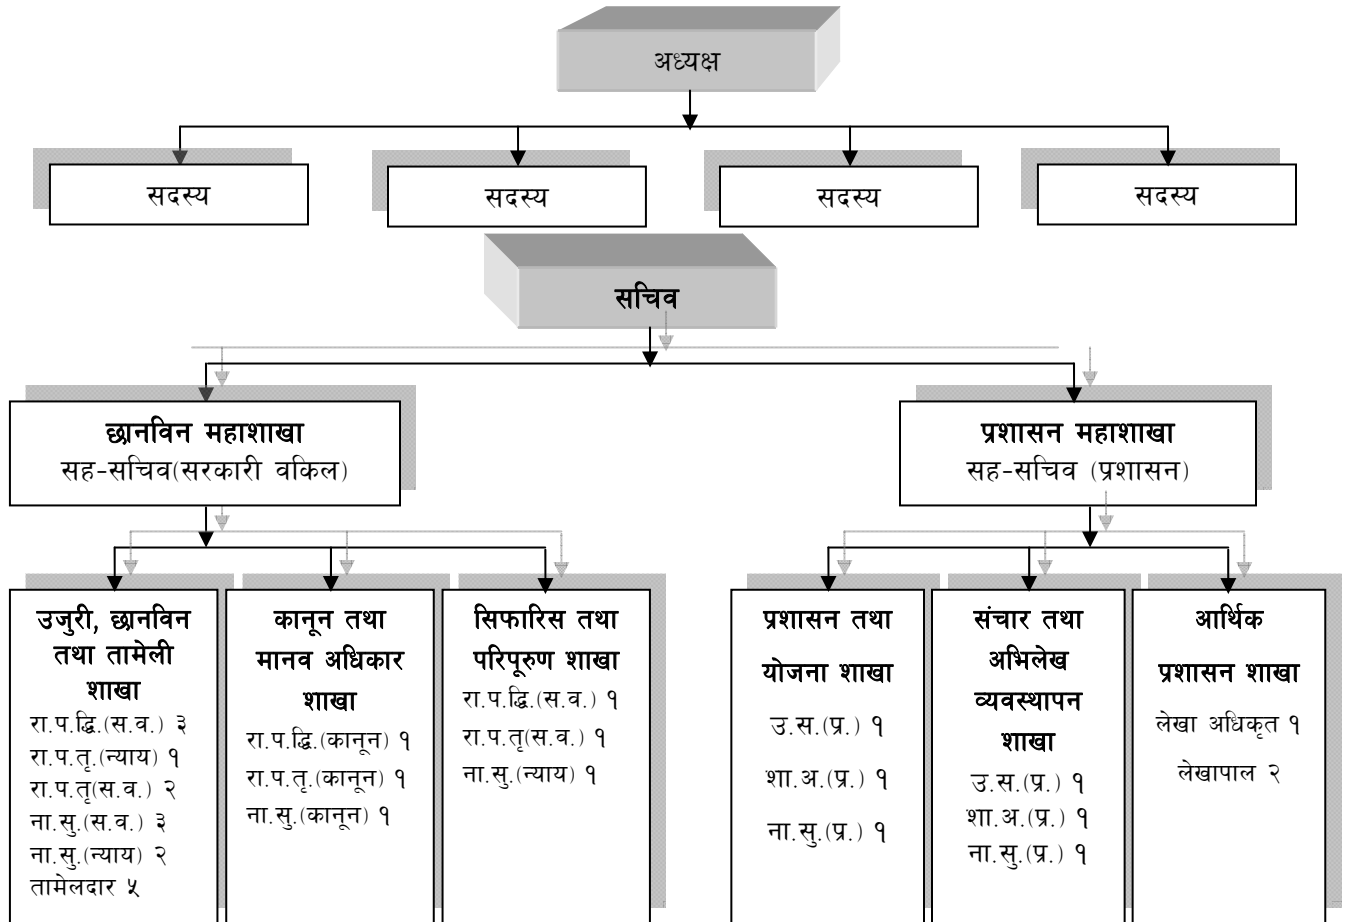 अध्यक्ष
सदस्य
सदस्य
सदस्य
सदस्य
सचिव
छानविन महाशाखा
सह-सचिव(सरकारी वकिल)
प्रशासन महाशाखा
सह-सचिव (प्रशासन)
उजुरी, छानविन
तथा तामेली
शाखा
रा.प.द्धि.(स.व.) ३
रा.प.तृ.(न्याय) १
रा.प.तृ(स.व.) २
ना.सु.(स.व.) ३
ना.सु.(न्याय) २
तामेलदार ५
कानून तथा
मानव अधिकार
शाखा
रा.प.द्धि.(कानून) १
रा.प.तृ.(कानून) १
ना.सु.(कानून) १
सिफारिस तथा
परिपूरुण शाखा
रा.प.द्धि.(स.व.) १
रा.प.तृ(स.व.) १
ना.सु.(न्याय) १
प्रशासन तथा
योजना शाखा
उ.स.(प्र.) १
शा.अ.(प्र.) १
ना.सु.(प्र.) १
संचार तथा
अभिलेख
व्यवस्थापन
शाखा
उ.स.(प्र.) १
शा.अ.(प्र.) १
ना.सु.(प्र.) १
आर्थिक
प्रशासन शाखा
लेखा अधिकृत १
लेखापाल २